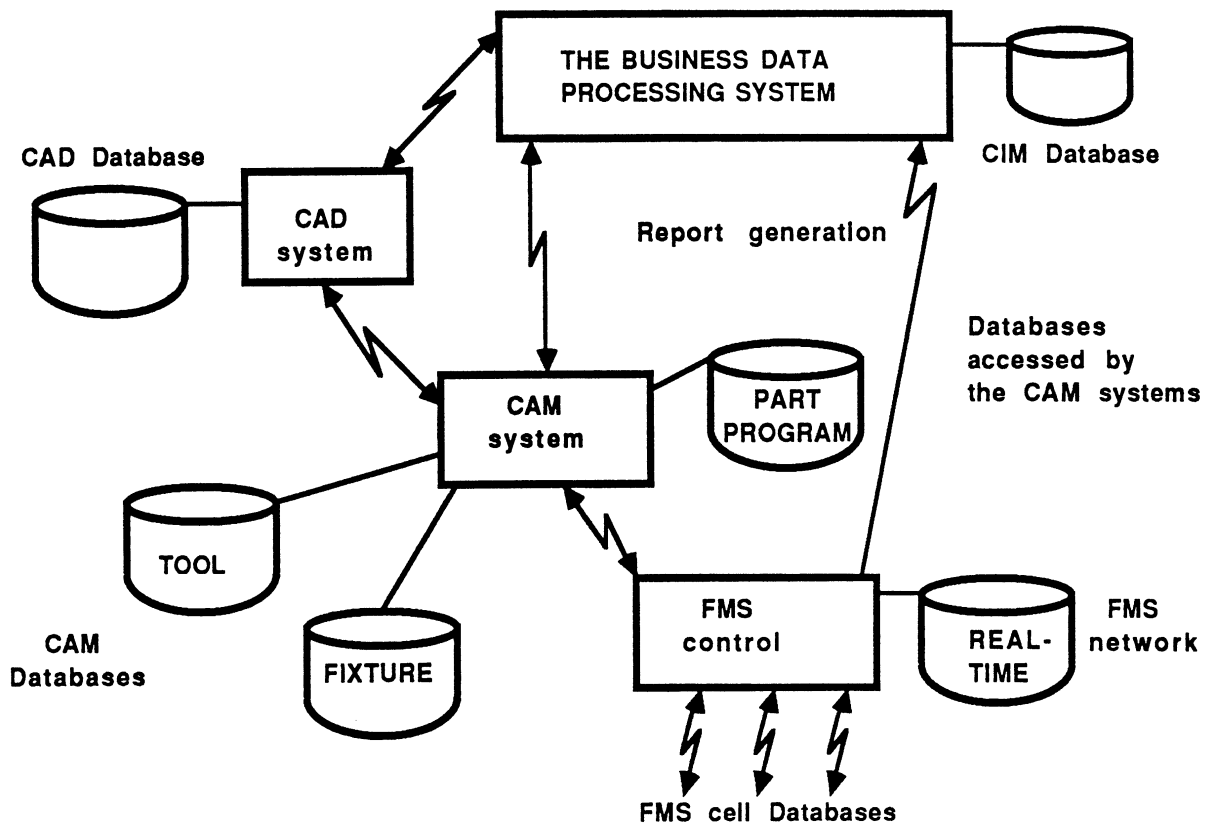 THE BUSINESS DATA
PROCESSING SYSTEM
CIM Database
CAD Database
CAD
system
Report generation
Databases
accessed by
the CAM systems
CAM
system
PART
PROGRAM
TOOL
FIXTURE
CAM
Databases
FMS
control
REAL-
TIME
FMS
network
FMS cell Databases